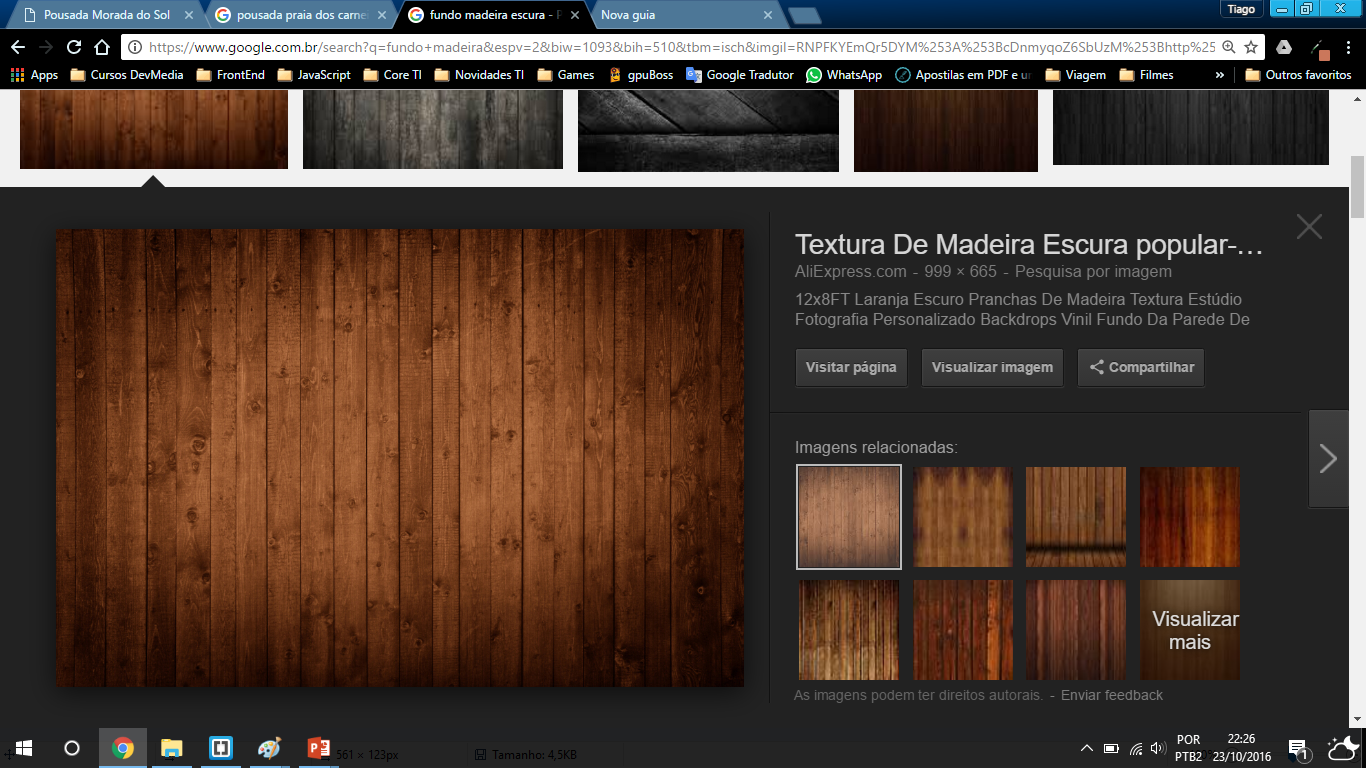 Pousada Morada do Sol
pousada praia dos carne
fundo madeira escura - P
Nova guia
Tiago
https://www.google.com.br/search?q=fundo+madeira&espv=2&biw=1093&bih=510&tbm=isch&imgil=RNPFKYEmQr5DYM%253A%253BcDnmyqoZ6SbUzM%253Bhttp%25
Apps
Cursos DevMedia
FrontEnd
JavaScript
Core TI
Novidades TI
Games
gpuBoss
Google Tradutor
WhatsApp
Apostilas em PDF e ur
Viagem
Filmes
»
Outros favoritos
Textura De Madeira Escura popular-…
AliExpress.com - 999 × 665 - Pesquisa por imagem
12x8FT Laranja Escuro Pranchas De Madeira Textura Estúdio
Fotografia Personalizado Backdrops Vinil Fundo Da Parede De
Visitar página
Visualizar imagem
Compartilhar
Imagens relacionadas:
Visualizar
mais
As imagens podem ter direitos autorais. - Enviar feedback
561 × 123px
Tamanho: 4,5KB
POR
PTB2
22:26
23/10/2016
1